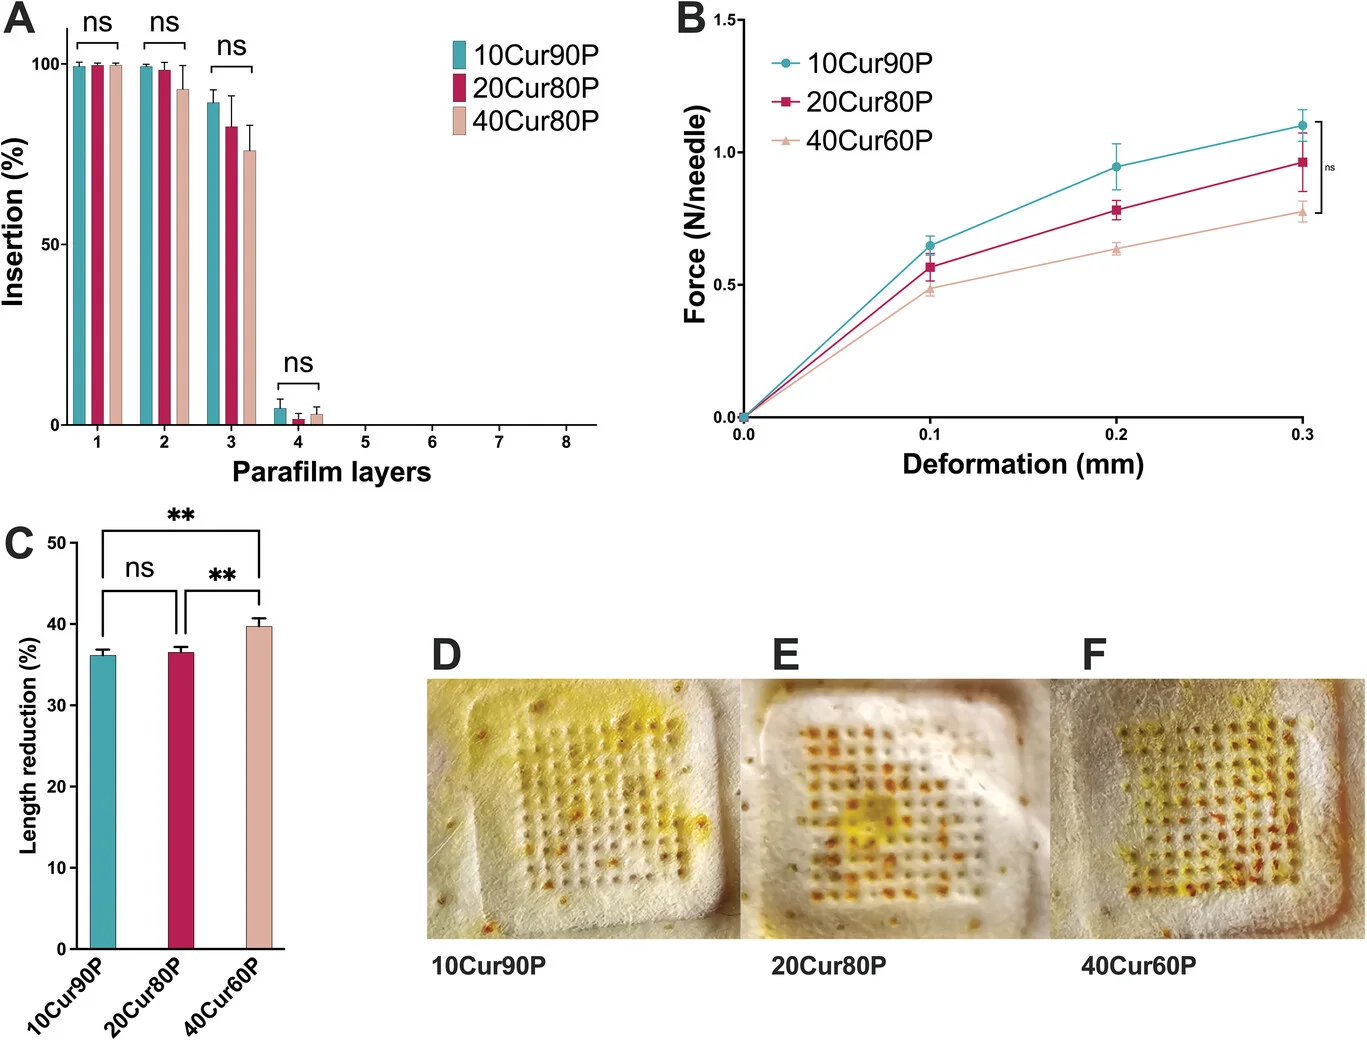 A
ns
ns
ns
ns
10Cur90P
20Cur80P
40Cur80P
100
50
0
Insertion (%)
1 2 3 4 5 6 7 8
Parafilm layers
B
10Cur90P
20Cur80P
40Cur60P
1.5
1.0
0.5
0.0
Force (N/needle)
ns
0.0 0.1 0.2 0.3
Deformation (mm)
C
**
ns
**
50
40
30
20
10
0
Length reduction (%)
10Cur90P
20Cur80P
40Cur60P
D
10Cur90P
E
20Cur80P
F
40Cur60P